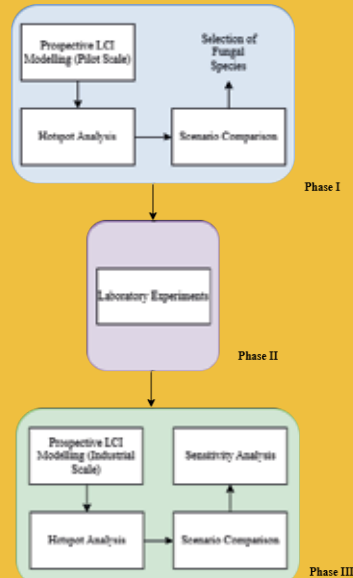 Prospective LCI
Modelling (Pilot Scale)
Selection of
Fungal
Species
Hotspot Analysis
Scenario Comparison
Phase I
Laboratory Experiments
Phase II
Prospective LCI
Modelling (Industrial
Scale)
Sensitivity Analysis
Hotspot Analysis
Scenario Comparison
Phase III